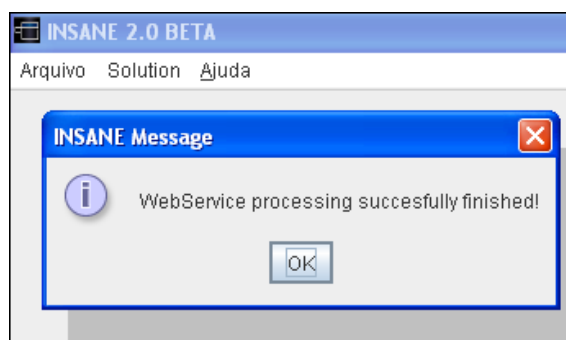 INSANE 2.0 BETA
Arquivo Solution Ajuda
INSANE Message
i
WebService processing succesfully finished!
OK